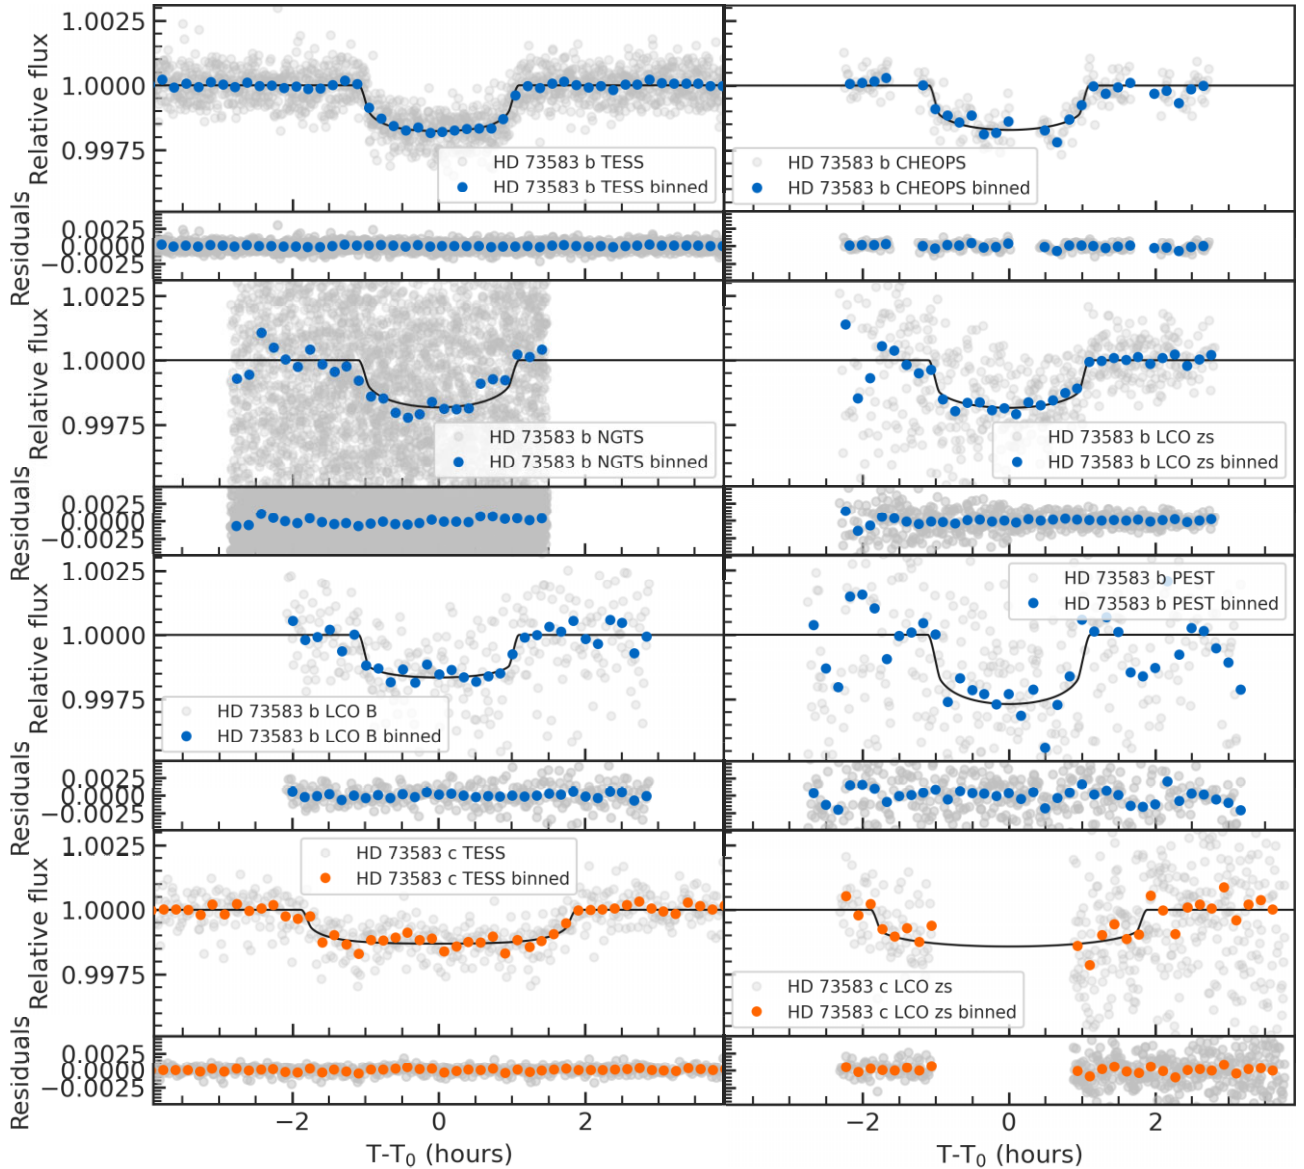 1.0025
1.0000
0.9975
Relative flux
HD 73583 b TESS
HD 73583 b TESS binned
HD 73583 b CHEOPS
HD 73583 b CHEOPS binned
0.0025
0.0000
−0.0025
Residuals
1.0025
1.0000
0.9975
Relative flux
HD 73583 b NGTS
HD 73583 b NGTS binned
HD 73583 b LCO zs
HD 73583 b LCO zs binned
0.0025
0.0000
−0.0025
Residuals
1.0025
1.0000
0.9975
Relative flux
HD 73583 b LCO B
HD 73583 b LCO B binned
HD 73583 b PEST
HD 73583 b PEST binned
0.0025
0.0000
−0.0025
Residuals
1.0025
1.0000
0.9975
Relative flux
HD 73583 c TESS
HD 73583 c TESS binned
HD 73583 c LCO zs
HD 73583 c LCO zs binned
0.0025
0.0000
−0.0025
Residuals
−2 0 2 −2 0 2
T-T₀ (hours) T-T₀ (hours)